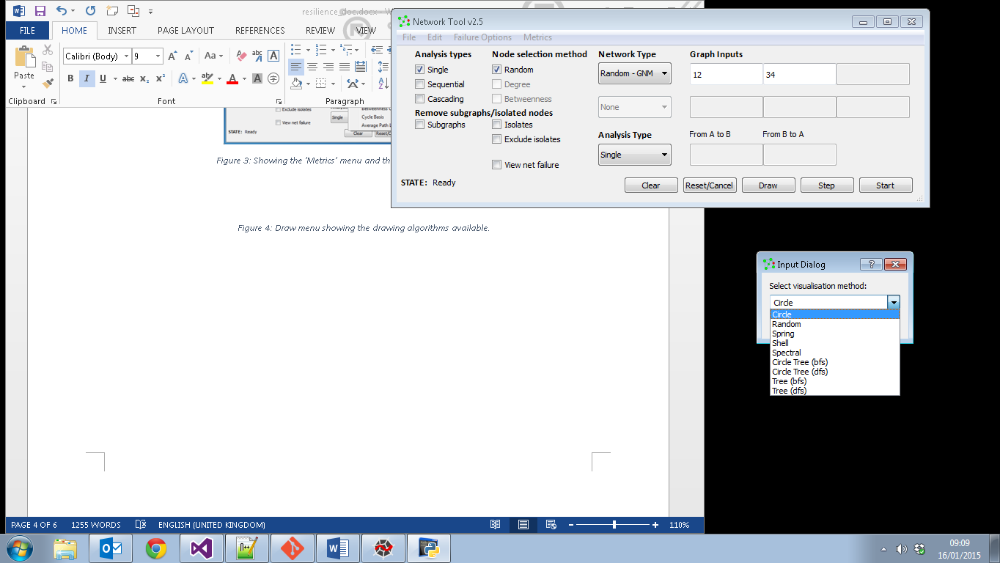 resilience_doc.docx - W
FILE HOME INSERT PAGE LAYOUT REFERENCES REVIEW VIEW
Calibri (Body) 9 A A Aa abc A
Paste B I U abc x₂ x² A ab A A 字
Clipboard Font Paragraph
Exclude isolates
Betweenness
Cycle Basis
View net failure Single
Average Path
STATE: Ready
Clear Reset/C
Figure 3: Showing the 'Metrics' menu and th
Figure 4: Draw menu showing the drawing algorithms available.
PAGE 4 OF 6 1255 WORDS ENGLISH (UNITED KINGDOM) 110%
Network Tool v2.5
File Edit Failure Options Metrics
Analysis types Node selection method Network Type Graph Inputs
Single Random Random - GNM 12 34
Sequential Degree
Cascading Betweenness None
Remove subgraphs/isolated nodes
Subgraphs Isolates
Exclude isolates Analysis Type From A to B From B to A
Single
View net failure
STATE: Ready Clear Reset/Cancel Draw Step Start
Input Dialog
Select visualisation method:
Circle
Circle
Random
Spring
Shell
Spectral
Circle Tree (bfs)
Circle Tree (dfs)
Tree (bfs)
Tree (dfs)
09:09
16/01/2015